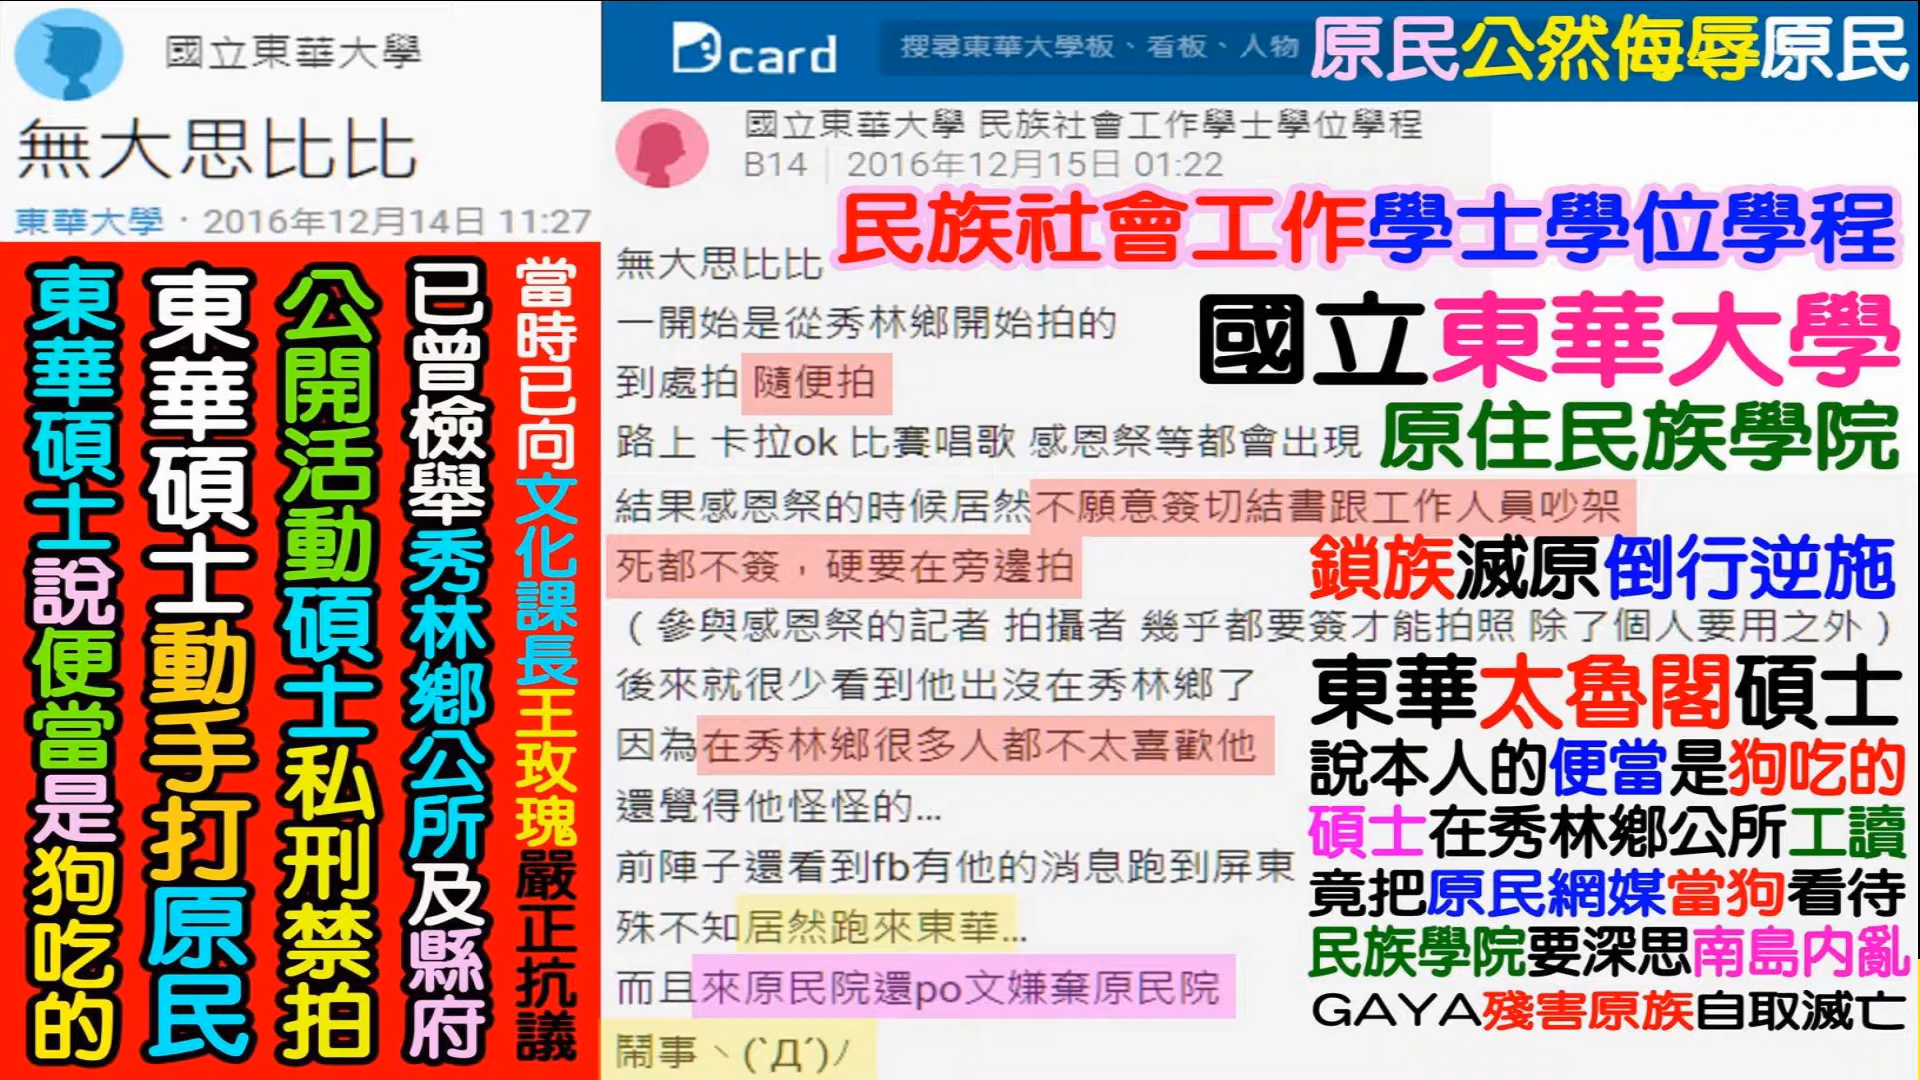 國立東華大學
無大思比比
東華大學·2016年12月14日 11:27
當時已向文化課長王玫瑰嚴正抗議
已曾檢舉秀林鄉公所及縣府
公開活動碩士私刑禁拍
東華碩士動手打原民
東華碩士說便當是狗吃的
Dcard
搜尋東華大學板、看板、人物
原民公然侮辱原民
國立東華大學 民族社會工作學士學位學程
B14 | 2016年12月15日 01:22
民族社會工作學士學位學程
無大思比比
一開始是從秀林鄉開始拍的
國立東華大學
到處拍 隨便拍
路上 卡拉ok 比賽唱歌 感恩祭等都會出現
原住民族學院
結果感恩祭的時候居然不願意簽切結書跟工作人員吵架
死都不簽，硬要在旁邊拍
鎖族滅原倒行逆施
（參與感恩祭的記者 拍攝者 幾乎都要簽才能拍照 除了個人要用之外）
後來就很少看到他出沒在秀林鄉了
東華太魯閣碩士
因為在秀林鄉很多人都不太喜歡他
說本人的便當是狗吃的
還覺得他怪怪的...
碩士在秀林鄉公所工讀
前陣子還看到fb有他的消息跑到屏東
竟把原民網媒當狗看待
殊不知居然跑來東華...
民族學院要深思南島內亂
而且來原民院還po文嫌棄原民院
GAYA殘害原族自取滅亡
鬧事ヽ(`Д´)ノ